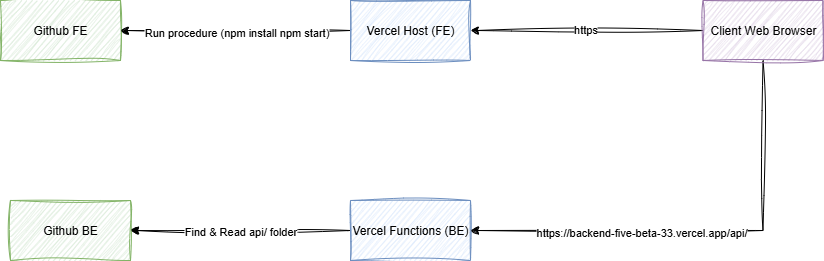 Github FE
Run procedure (npm install npm start)
Vercel Host (FE)
https
Client Web Browser
Github BE
Find & Read api/ folder
Vercel Functions (BE)
https://backend-five-beta-33.vercel.app/api/